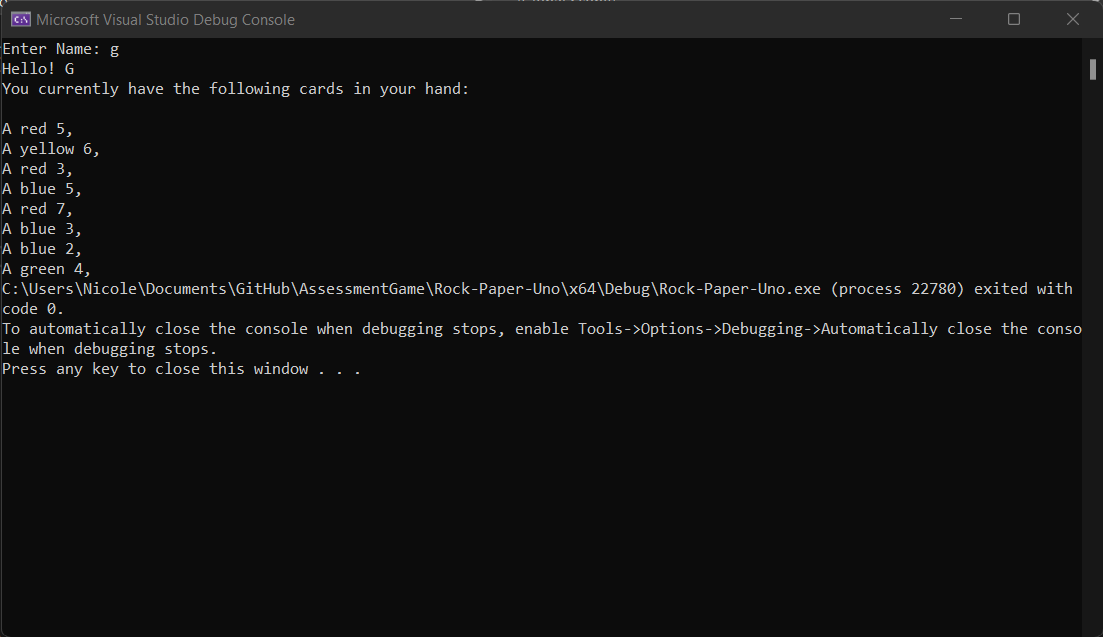 Microsoft Visual Studio Debug Console
Enter Name: g
Hello! G
You currently have the following cards in your hand:
A red 5,
A yellow 6,
A red 3,
A blue 5,
A red 7,
A blue 3,
A blue 2,
A green 4,
C:\Users\Nicole\Documents\GitHub\AssessmentGame\Rock-Paper-Uno\x64\Debug\Rock-Paper-Uno.exe (process 22780) exited with
code 0.
To automatically close the console when debugging stops, enable Tools->Options->Debugging->Automatically close the conso
le when debugging stops.
Press any key to close this window . . .